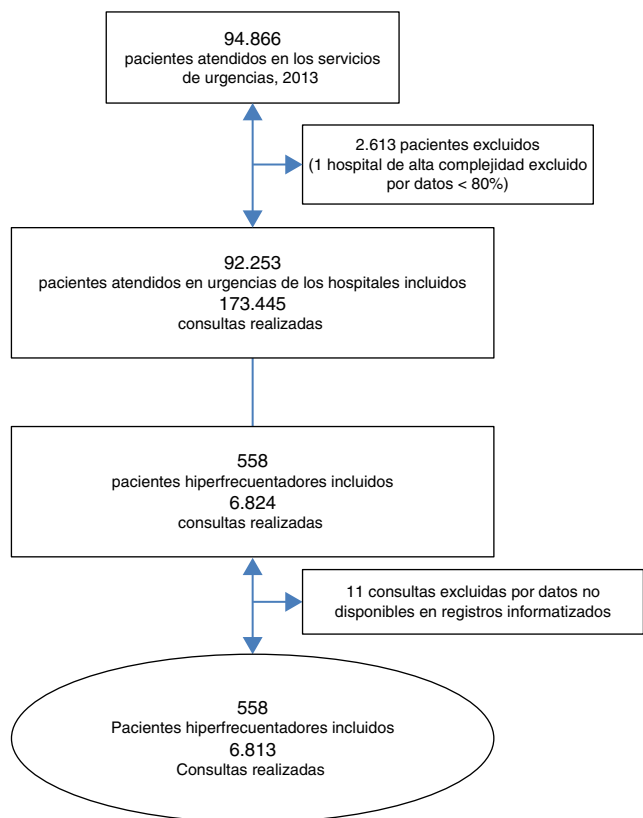 94.866
pacientes atendidos en los servicios
de urgencias, 2013
2.613 pacientes excluidos
(1 hospital de alta complejidad excluido
por datos < 80%)
92.253
pacientes atendidos en urgencias de los hospitales incluidos
173.445
consultas realizadas
558
pacientes hiperfrecuentadores incluidos
6.824
consultas realizadas
11 consultas excluidas por datos no
disponibles en registros informatizados
558
Pacientes hiperfrecuentadores incluidos
6.813
Consultas realizadas